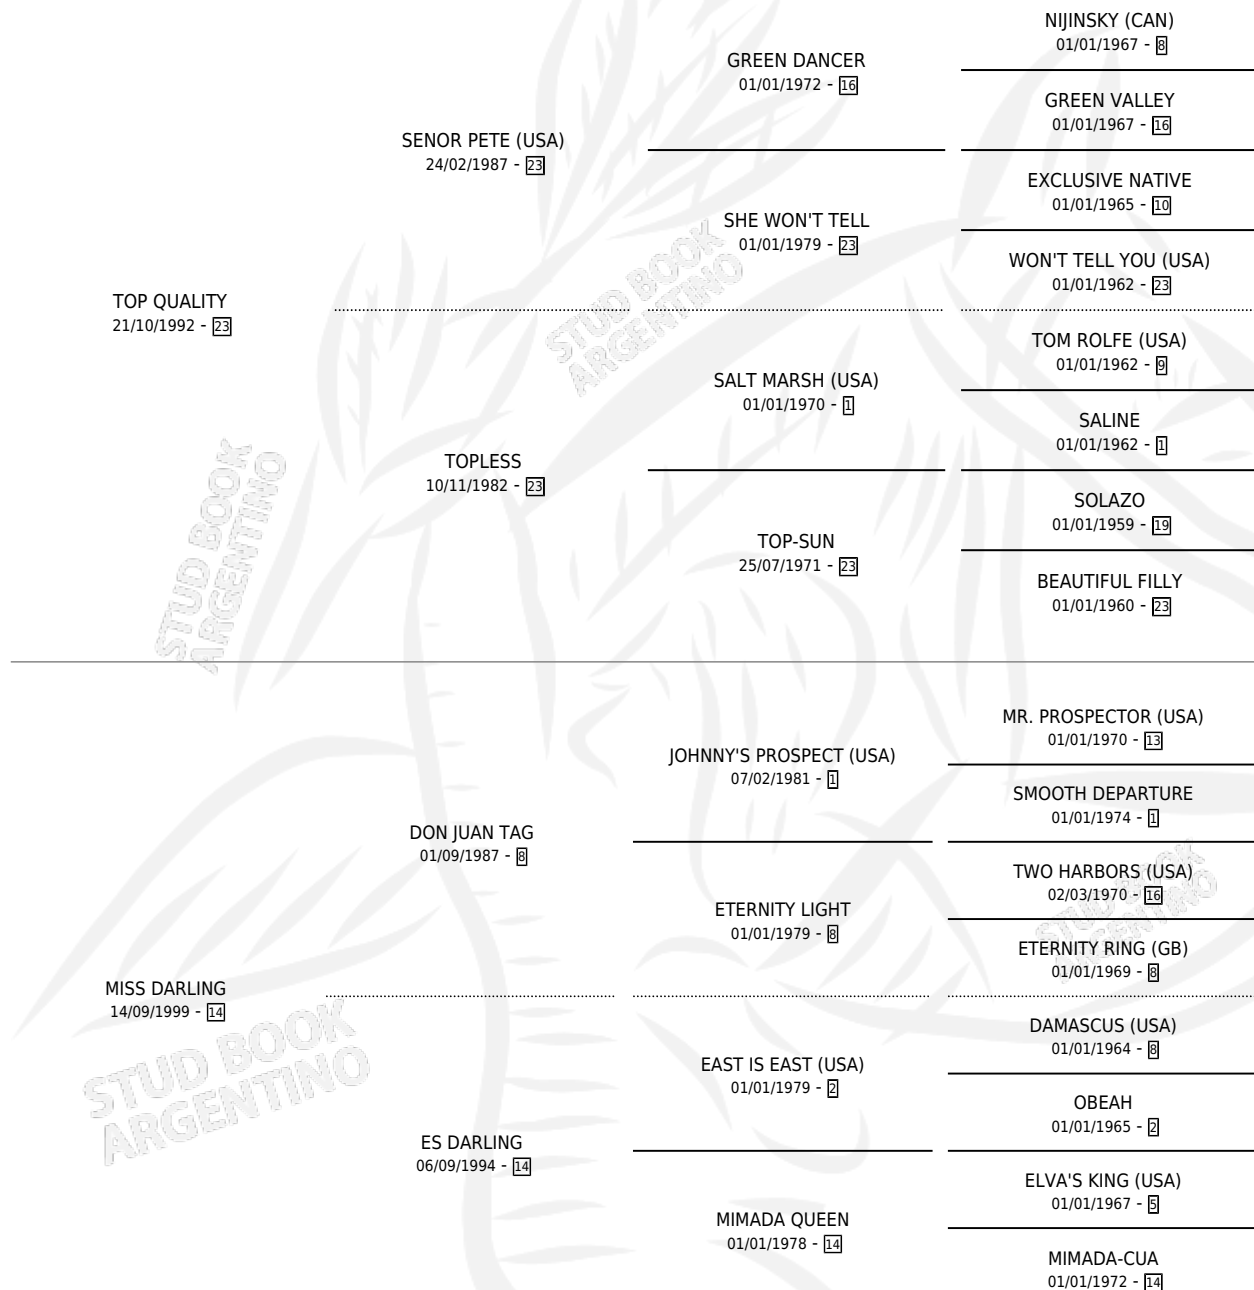 NIJINSKY (CAN)
01/01/1967 - 8
GREEN DANCER
01/01/1972 - 16
GREEN VALLEY
01/01/1967 - 16
SENOR PETE (USA)
24/02/1987 - 23
EXCLUSIVE NATIVE
01/01/1965 - 10
SHE WON'T TELL
01/01/1979 - 23
WON'T TELL YOU (USA)
01/01/1962 - 23
TOP QUALITY
21/10/1992 - 23
TOM ROLFE (USA)
01/01/1962 - 9
SALT MARSH (USA)
01/01/1970 - 1
SALINE
01/01/1962 - 1
TOPLESS
10/11/1982 - 23
SOLAZO
01/01/1959 - 19
TOP-SUN
25/07/1971 - 23
BEAUTIFUL FILLY
01/01/1960 - 23
MR. PROSPECTOR (USA)
01/01/1970 - 13
JOHNNY'S PROSPECT (USA)
07/02/1981 - 1
SMOOTH DEPARTURE
01/01/1974 - 1
DON JUAN TAG
01/09/1987 - 8
TWO HARBORS (USA)
02/03/1970 - 16
ETERNITY LIGHT
01/01/1979 - 8
ETERNITY RING (GB)
01/01/1969 - 8
MISS DARLING
14/09/1999 - 14
DAMASCUS (USA)
01/01/1964 - 8
EAST IS EAST (USA)
01/01/1979 - 2
OBEAH
01/01/1965 - 2
ES DARLING
06/09/1994 - 14
ELVA'S KING (USA)
01/01/1967 - 5
MIMADA QUEEN
01/01/1978 - 14
MIMADA-CUA
01/01/1972 - 14
STUD BOOK
ARGENTINO
STUD BOOK
ARGENTINO
STUD BOOK
ARGENTINO
STUD BOOK
ARGENTINO